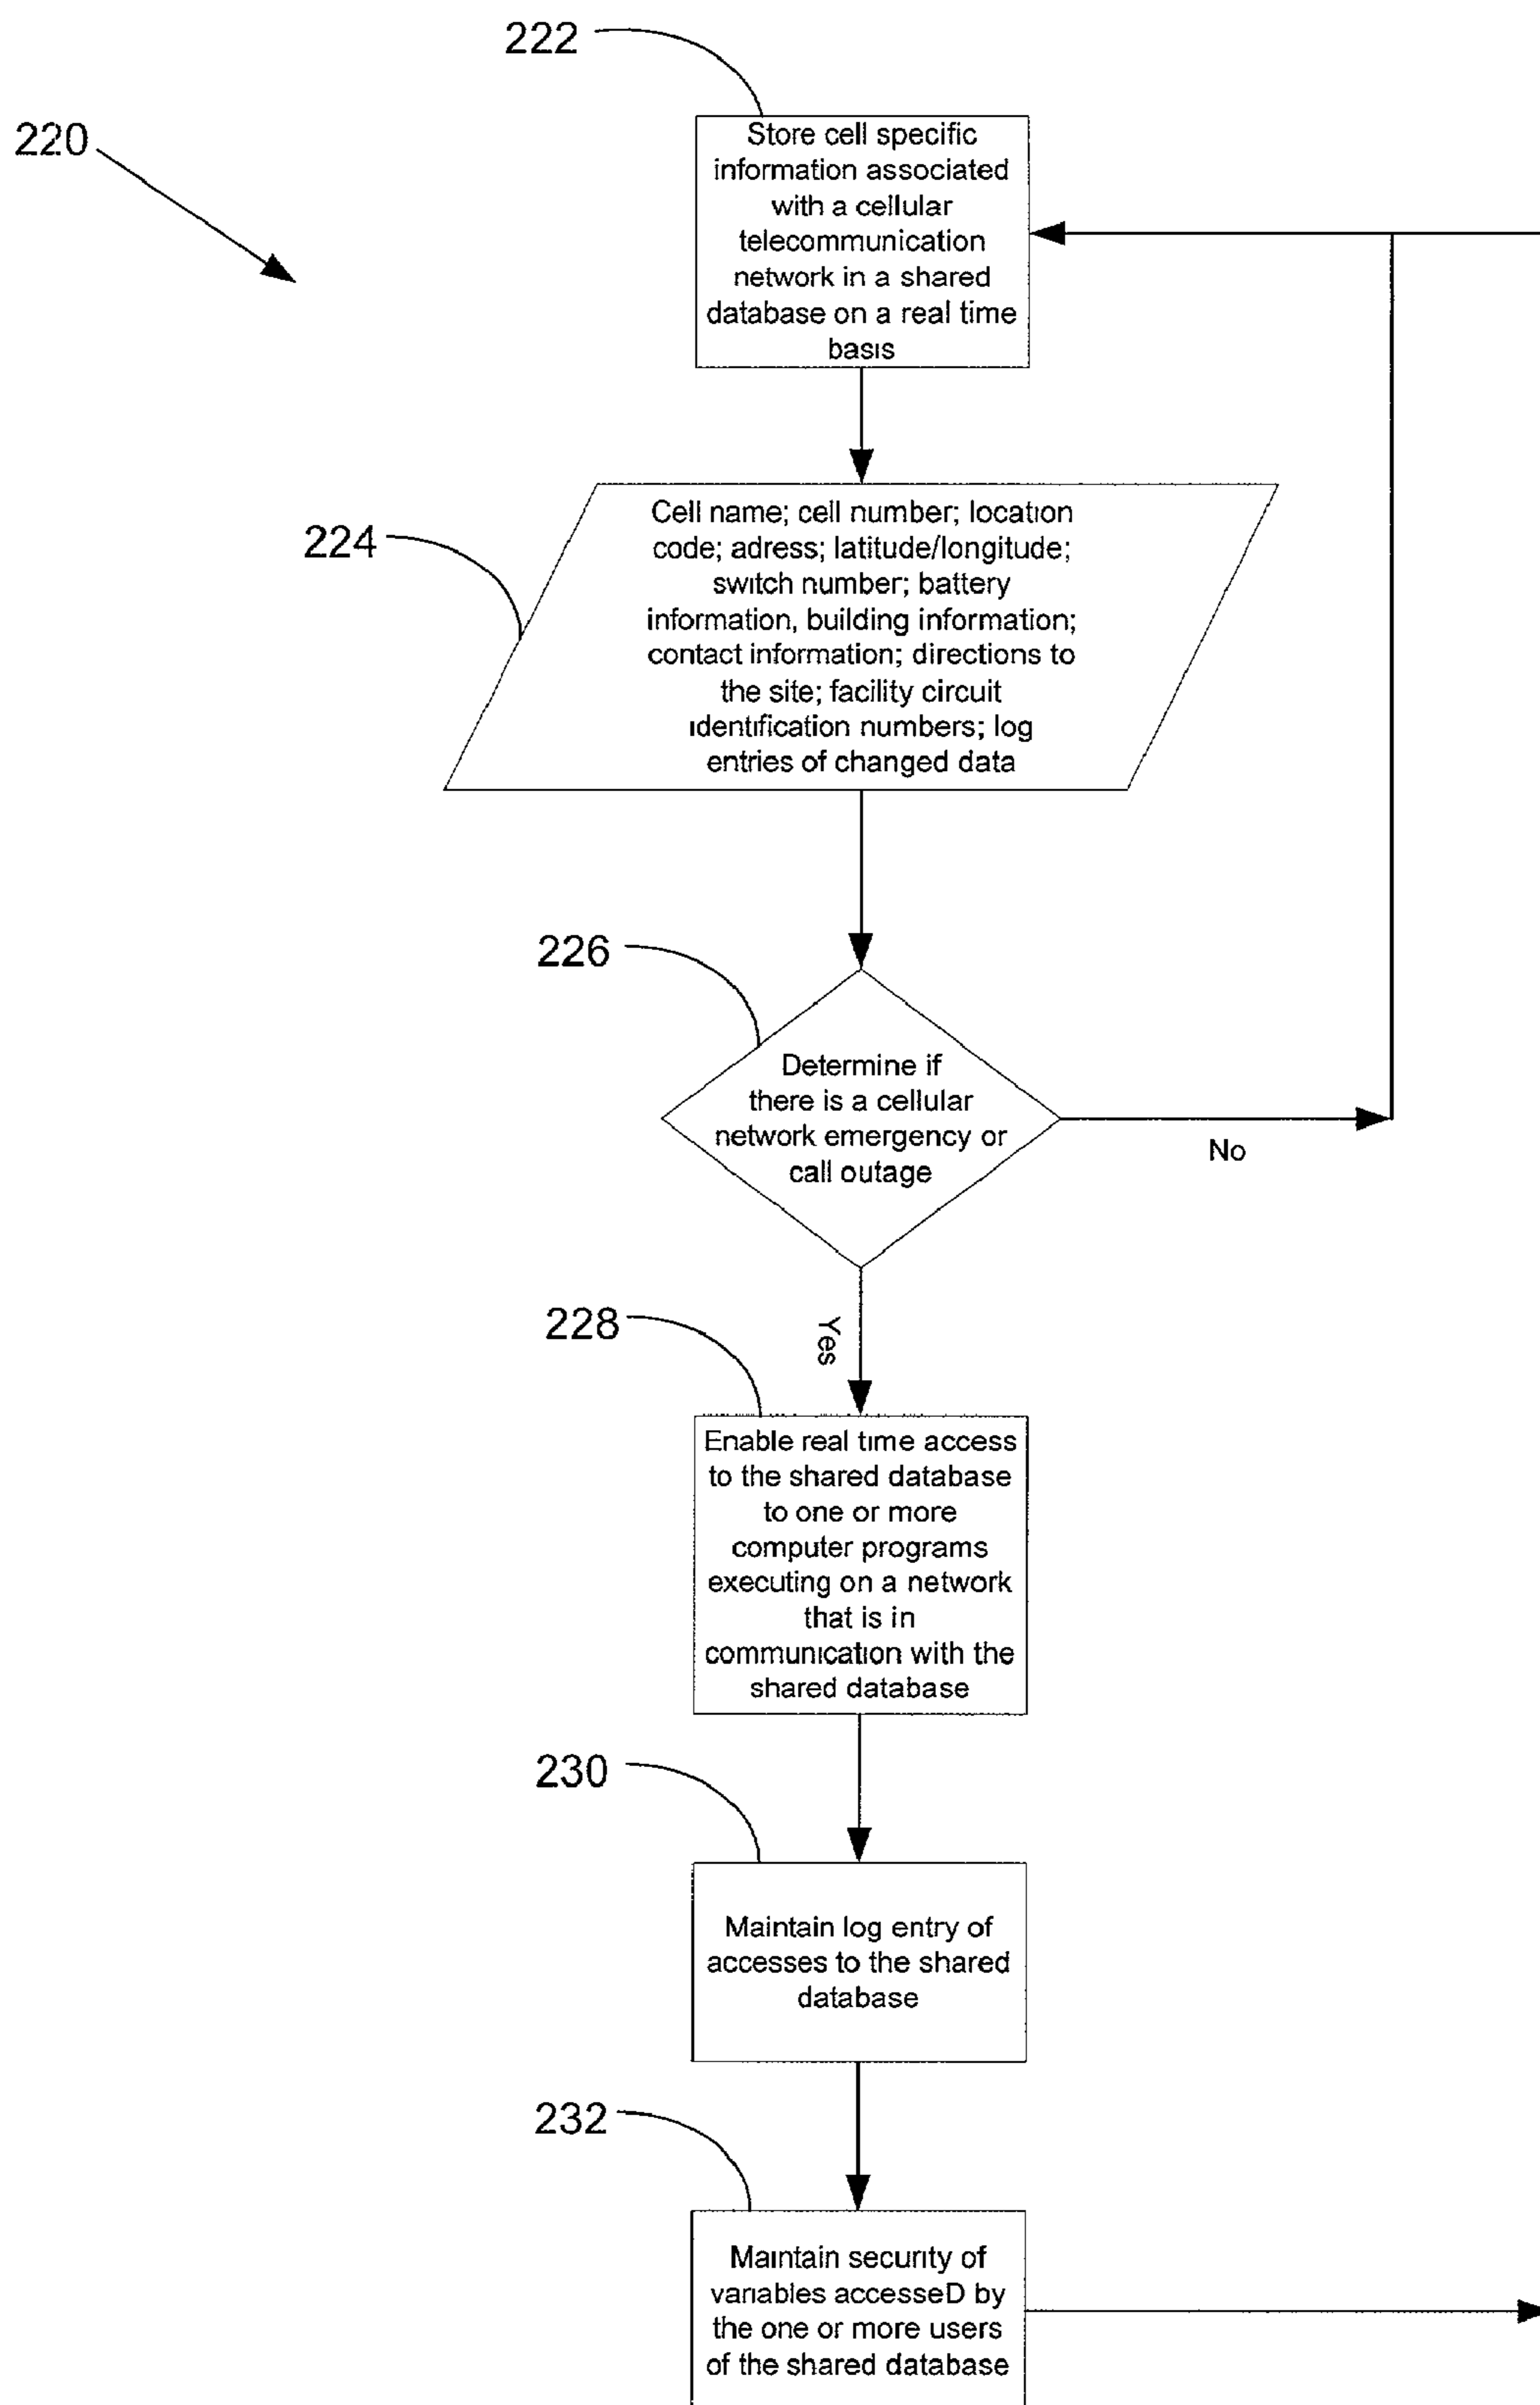 222
220
Store cell specific
information associated
with a cellular
telecommunication
network in a shared
database on a real time
basis
224
Cell name; cell number; location
code; adress; latitude/longitude;
switch number; battery
information, building information;
contact information; directions to
the site; facility circuit
identification numbers; log
entries of changed data
226
Determine if
there is a cellular
network emergency or
call outage
No
Yes
228
Enable real time access
to the shared database
to one or more
computer programs
executing on a network
that is in
communication with the
shared database
230
Maintain log entry of
accesses to the shared
database
232
Maintain security of
variables accesseD by
the one or more users
of the shared database